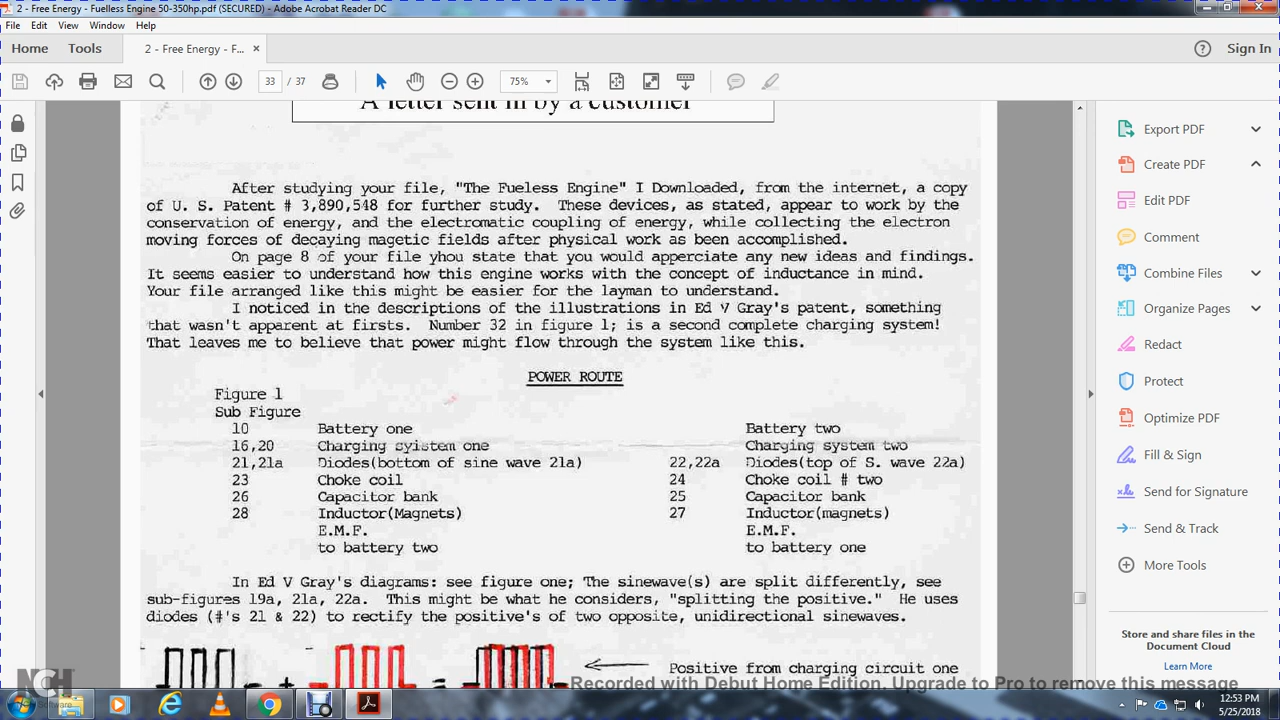 2 - Free Energy - Fuelless Engine 50-350hp.pdf (SECURED) - Adobe Acrobat Reader DC
File Edit View Window Help
Home Tools 2 - Free Energy - F... × ? Sign In
33 / 37 75%
A letter sent in by a customer
After studying your file, "The Fueless Engine" I Downloaded, from the internet, a copy
of U. S. Patent # 3,890,548 for further study. These devices, as stated, appear to work by the
conservation of energy, and the electromatic coupling of energy, while collecting the electron
moving forces of decaying magetic fields after physical work as been accomplished.
On page 8 of your file yhou state that you would apperciate any new ideas and findings.
It seems easier to understand how this engine works with the concept of inductance in mind.
Your file arranged like this might be easier for the layman to understand.
I noticed in the descriptions of the illustrations in Ed V Gray's patent, something
that wasn't apparent at firsts. Number 32 in figure 1; is a second complete charging system!
That leaves me to believe that power might flow through the system like this.
POWER ROUTE
Figure 1
Sub Figure
10 Battery one Battery two
16,20 Charging syistem one Charging system two
21,21a Diodes(bottom of sine wave 21a) 22,22a Diodes(top of S. wave 22a)
23 Choke coil 24 Choke coil # two
26 Capacitor bank 25 Capacitor bank
28 Inductor(Magnets) 27 Inductor(magnets)
E.M.F. E.M.F.
to battery two to battery one
In Ed V Gray's diagrams: see figure one; The sinewave(s) are split differently, see
sub-figures 19a, 21a, 22a. This might be what he considers, "splitting the positive." He uses
diodes (#'s 21 & 22) to rectify the positive's of two opposite, unidirectional sinewaves.
+ = Positive from charging circuit one
Export PDF
Create PDF
Edit PDF
Comment
Combine Files
Organize Pages
Redact
Protect
Optimize PDF
Fill & Sign
Send for Signature
Send & Track
More Tools
Store and share files in the
Document Cloud
Learn More
NCH
Software
Recorded with Debut Home Edition. Upgrade to Pro to remove this message
12:53 PM
5/25/2018